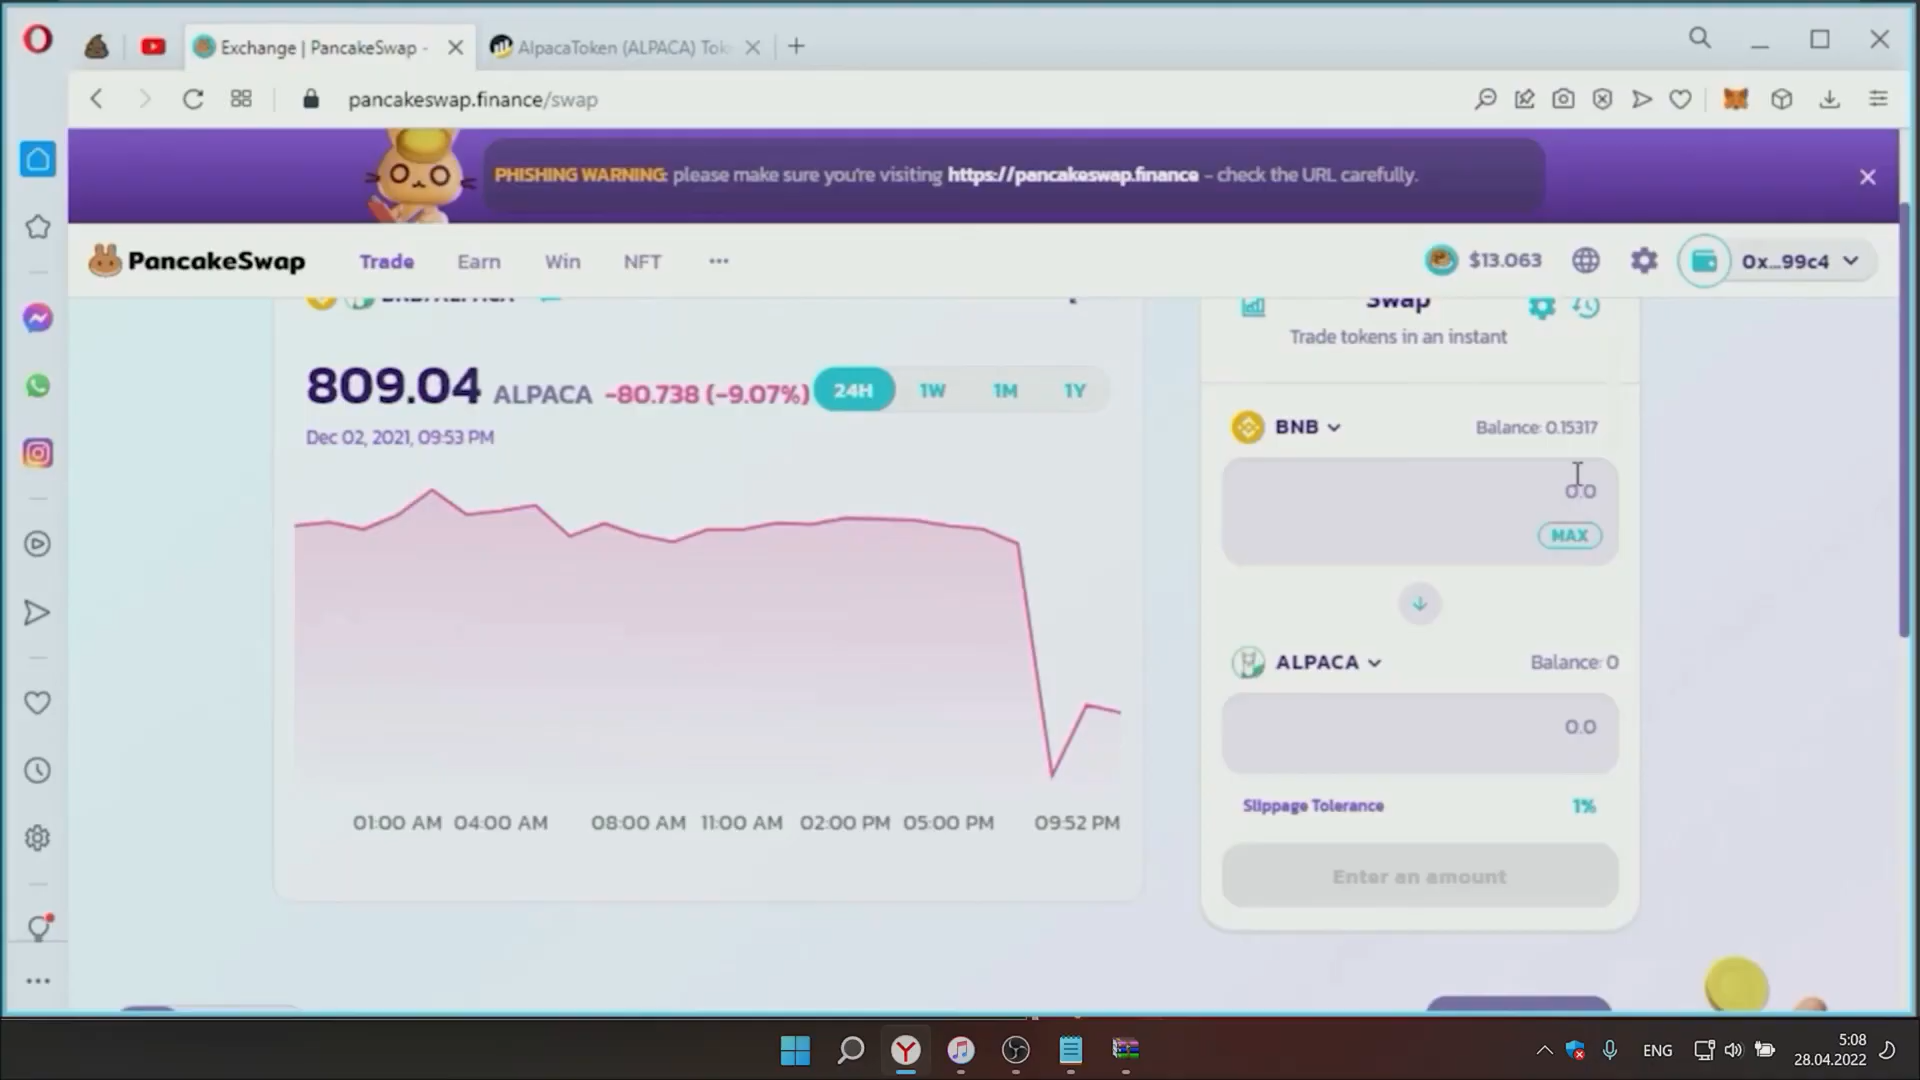 Exchange | PancakeSwap -
AlpacaToken (ALPACA) Tok
pancakeswap.finance/swap
PHISHING WARNING: please make sure you're visiting https://pancakeswap.finance - check the URL carefully.
PancakeSwap
Trade
Earn
Win
NFT
$13.063
0x...99c4
BNB/ALPACA
Swap
Trade tokens in an instant
809.04 ALPACA -80.738 (-9.07%)
24H
1W
1M
1Y
Dec 02, 2021, 09:53 PM
BNB
Balance: 0.15317
0.0
MAX
ALPACA
Balance: 0
0.0
Slippage Tolerance
1%
Enter an amount
01:00 AM
04:00 AM
08:00 AM
11:00 AM
02:00 PM
05:00 PM
09:52 PM
ENG
5:08
28.04.2022